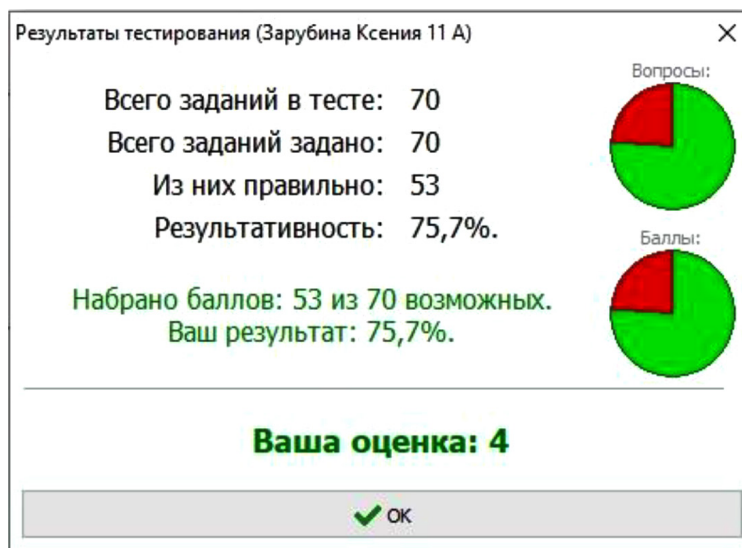 Результаты тестирования (Зарубина Ксения 11 А)
Вопросы:
Всего заданий в тесте: 70
Всего заданий задано: 70
Из них правильно: 53
Результативность: 75,7%.
Баллы:
Набрано баллов: 53 из 70 возможных.
Ваш результат: 75,7%.
Ваша оценка: 4
ОК